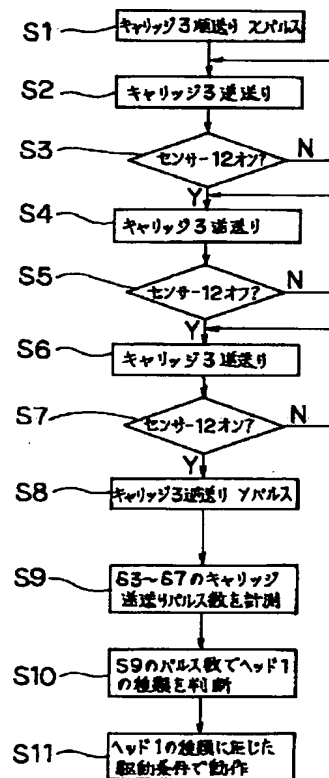 S1
キャリッジ3順送り xパルス
S2
キャリッジ3逆送り
S3
センサー12オン?
N
Y
S4
キャリッジ3逆送り
S5
センサー12オフ?
N
Y
S6
キャリッジ3逆送り
S7
センサー12オン?
N
Y
S8
キャリッジ3逆送り yパルス
S9
S3~S7のキャリッジ
逆送りパルス数を計測
S10
S9のパルス数でヘッド1
の種類を判断
S11
ヘッド1の種類に応じた
駆動条件で動作